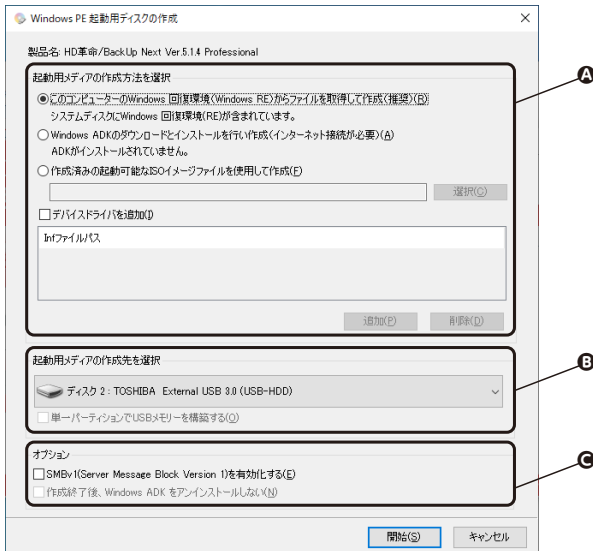 Windows PE 起動用ディスクの作成
製品名: HD革命/BackUp Next Ver.5.1.4 Professional
起動用メディアの作成方法を選択
A
このコンピューターのWindows 回復環境(Windows RE)からファイルを取得して作成(推奨)(R)
システムディスクにWindows 回復環境(RE)が含まれています。
Windows ADKのダウンロードとインストールを行い作成(インターネット接続が必要)(A)
ADKがインストールされていません。
作成済みの起動可能なISOイメージファイルを使用して作成(F)
選択(C)
デバイスドライバを追加(I)
Infファイルパス
追加(P)
削除(D)
起動用メディアの作成先を選択
B
ディスク 2 : TOSHIBA External USB 3.0 (USB-HDD)
単一パーティションでUSBメモリーを構築する(O)
オプション
C
SMBv1(Server Message Block Version 1)を有効化する(E)
作成終了後、Windows ADK をアンインストールしない(N)
開始(S)
キャンセル